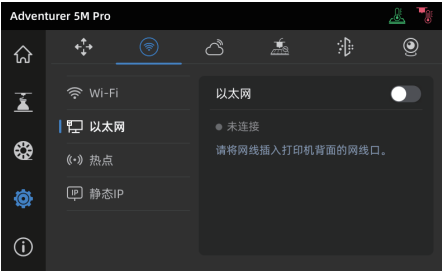 Adventurer 5M Pro
Wi-Fi
以太网
热点
IP 静态IP
以太网
未连接
请将网线插入打印机背面的网线口。